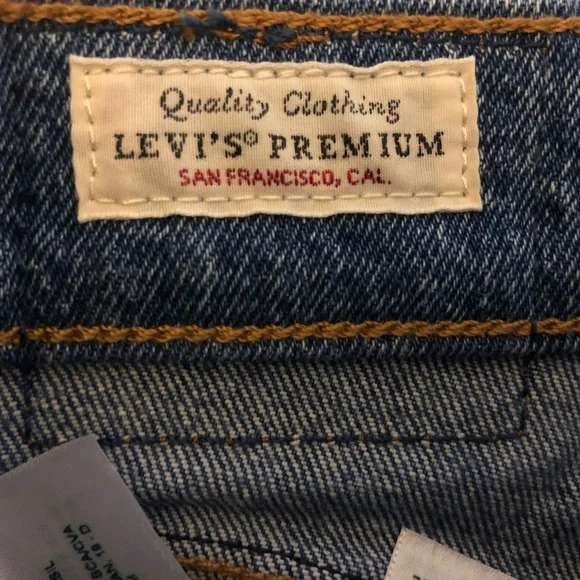 Quality Clothing
LEVI'S® PREMIUM
SAN FRANCISCO, CAL.